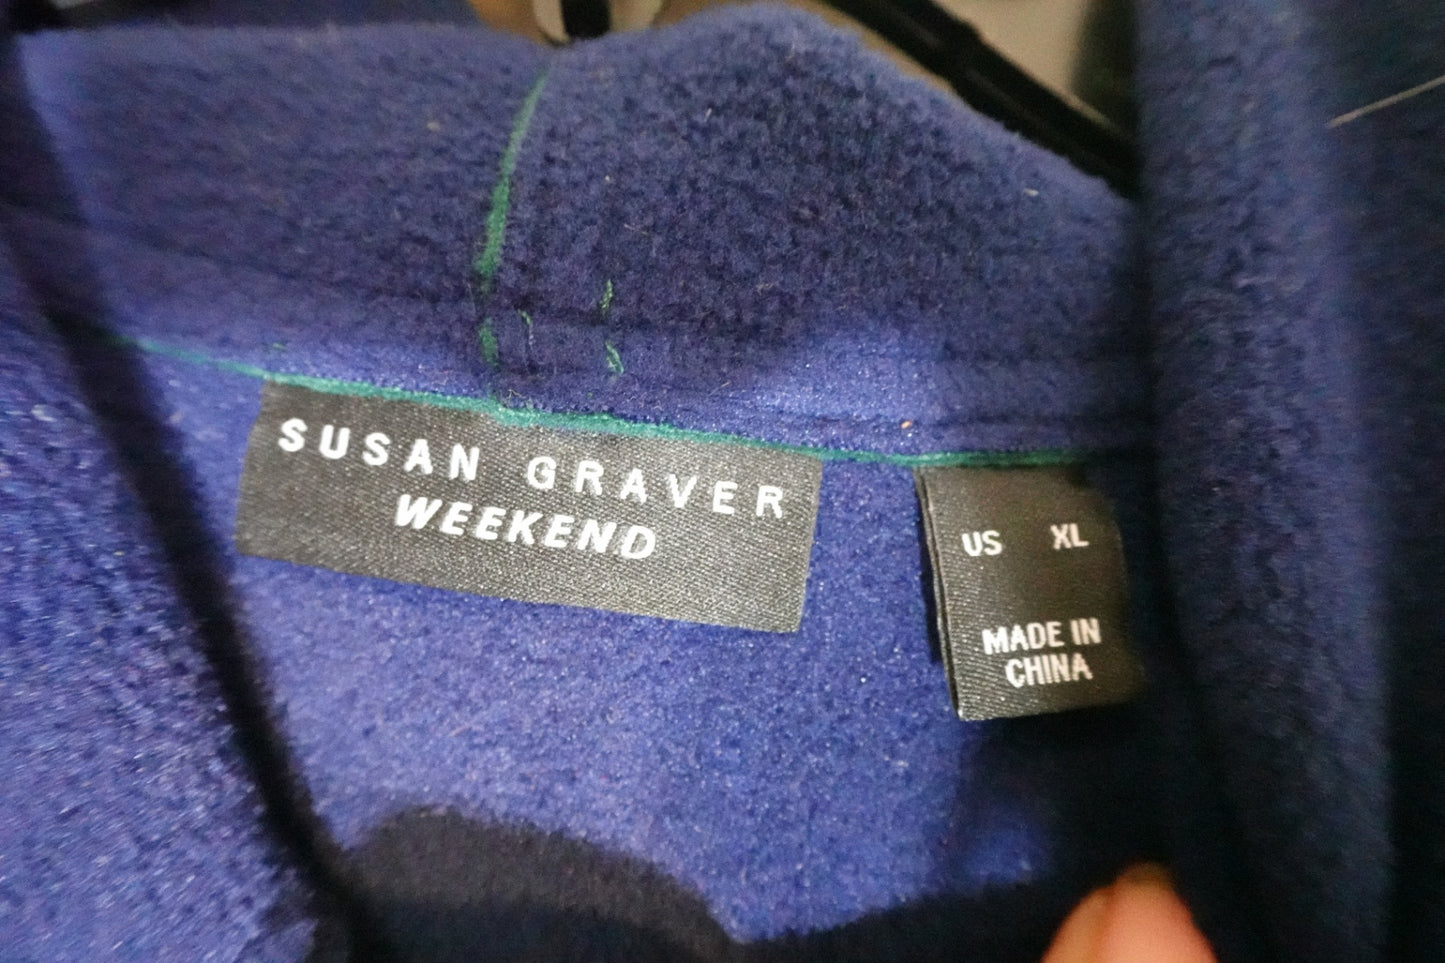 SUSAN GRAVER
WEEKEND
US XL
MADE IN
CHINA